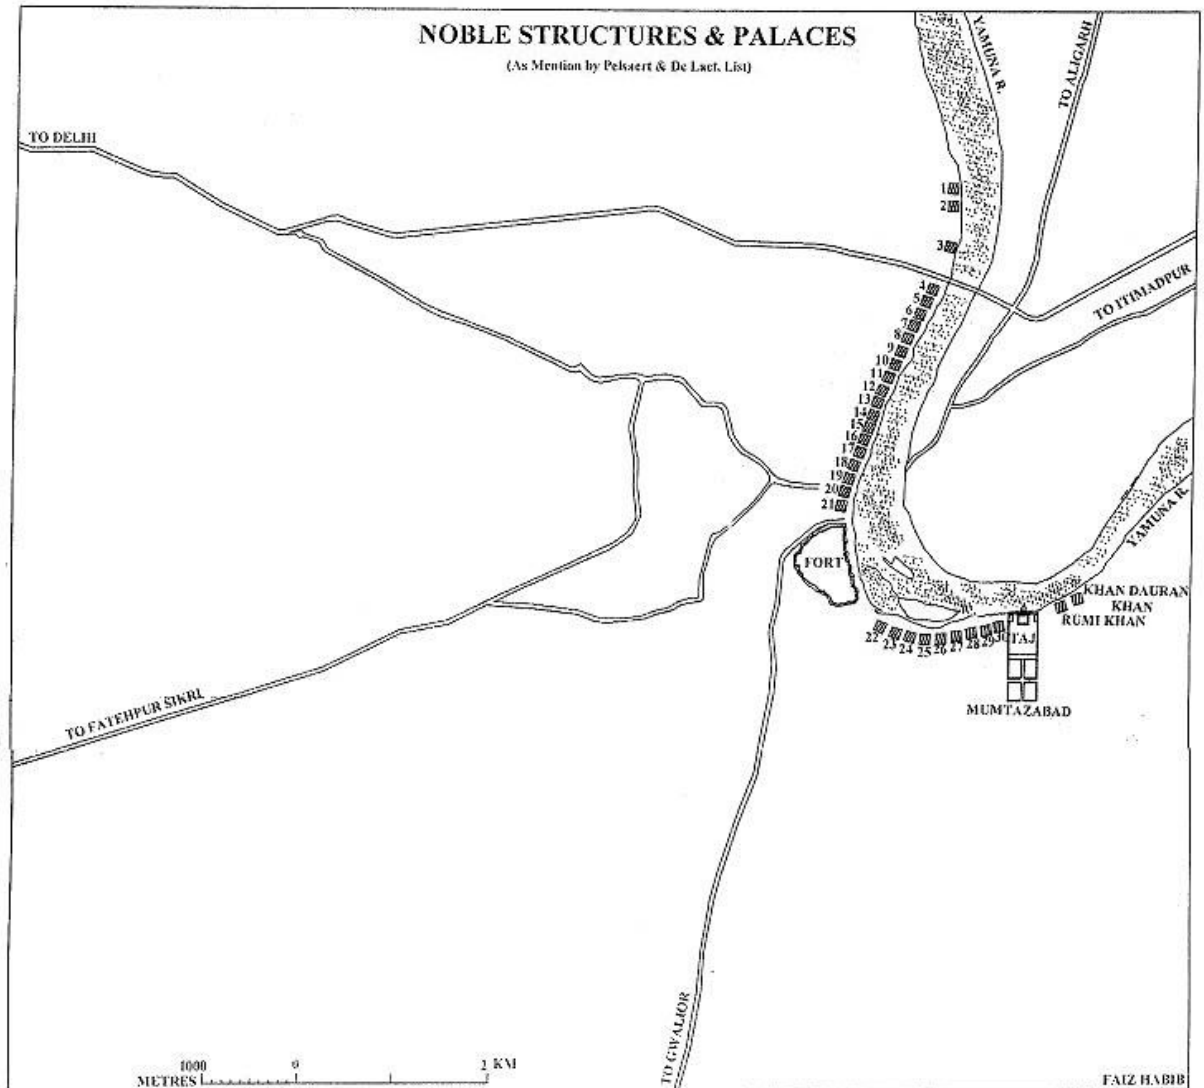 NOBLE STRUCTURES & PALACES
(As Mention by Pelsaert & De Laet, List)
YAMUNA R.
TO ALIGARH
TO DELHI
1
2
3
TO ITIMADPUR
4
5
6
7
8
9
10
11
12
13
14
15
16
17
18
19
20
21
YAMUNA R.
FORT
KHAN DAURAN
KHAN
RUMI KHAN
22
23
24
25
26
27
28
29
30
TAJ
MUMTAZABAD
TO FATEHPUR SIKRI
TO GWALIOR
1000 0 1 KM
METRES
FAIZ HABIB